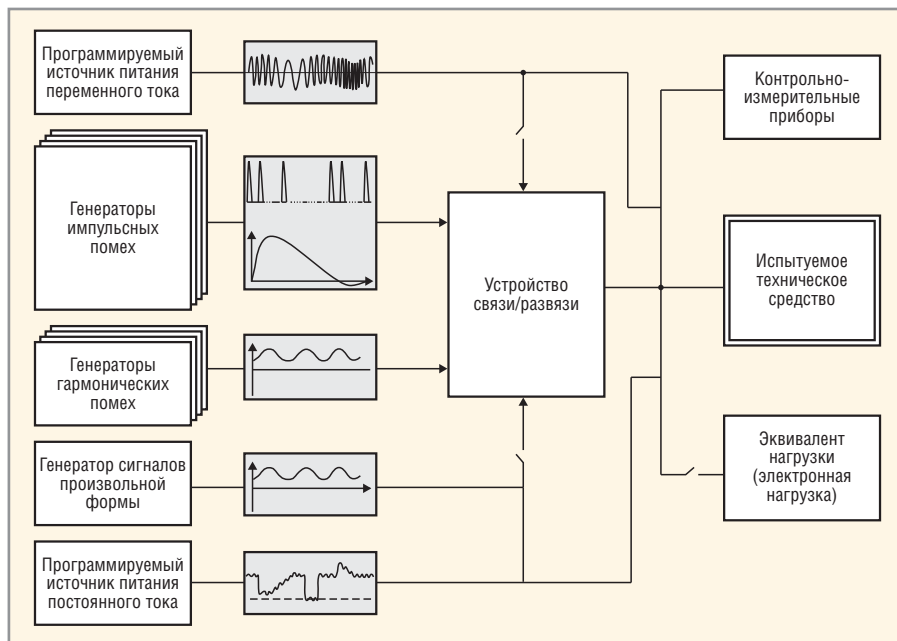 Программируемый
источник питания
переменного тока
Генераторы
импульсных
помех
Генераторы
гармонических
помех
Генератор сигналов
произвольной
формы
Программируемый
источник питания
постоянного тока
Устройство
связи/развязи
Контрольно-
измерительные
приборы
Испытуемое
техническое
средство
Эквивалент
нагрузки
(электронная
нагрузка)